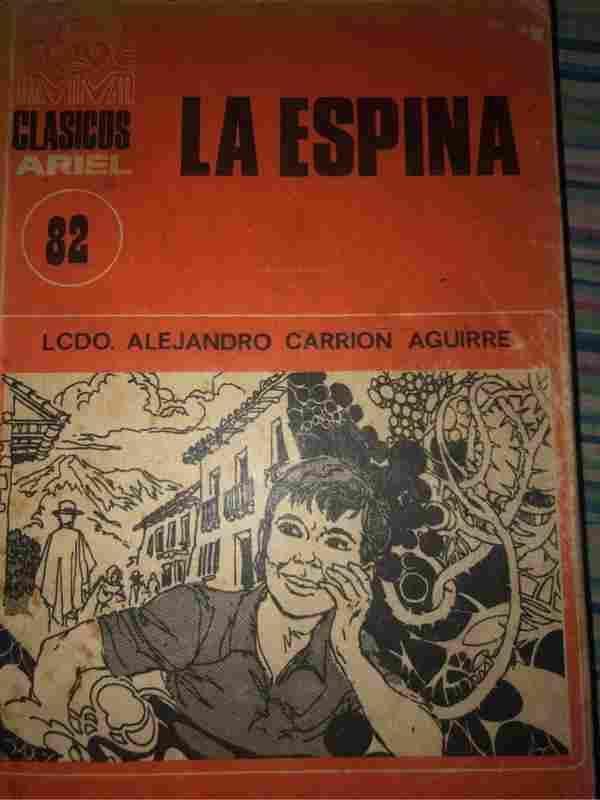 CLASICOS
ARIEL
LA ESPINA
82
LCDO. ALEJANDRO CARRION AGUIRRE